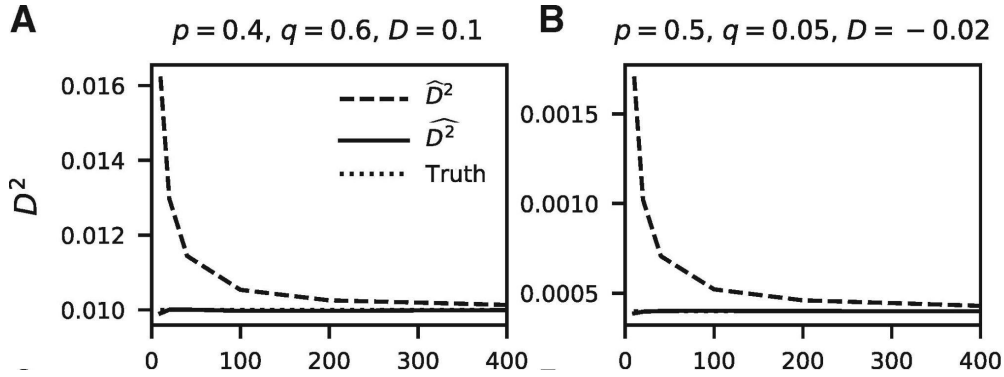 A p = 0.4, q = 0.6, D = 0.1
B p = 0.5, q = 0.05, D = −0.02
D²
0.016
0.014
0.012
0.010
D̂²
D̂²
Truth
0 100 200 300 400
0.0015
0.0010
0.0005
0 100 200 300 400